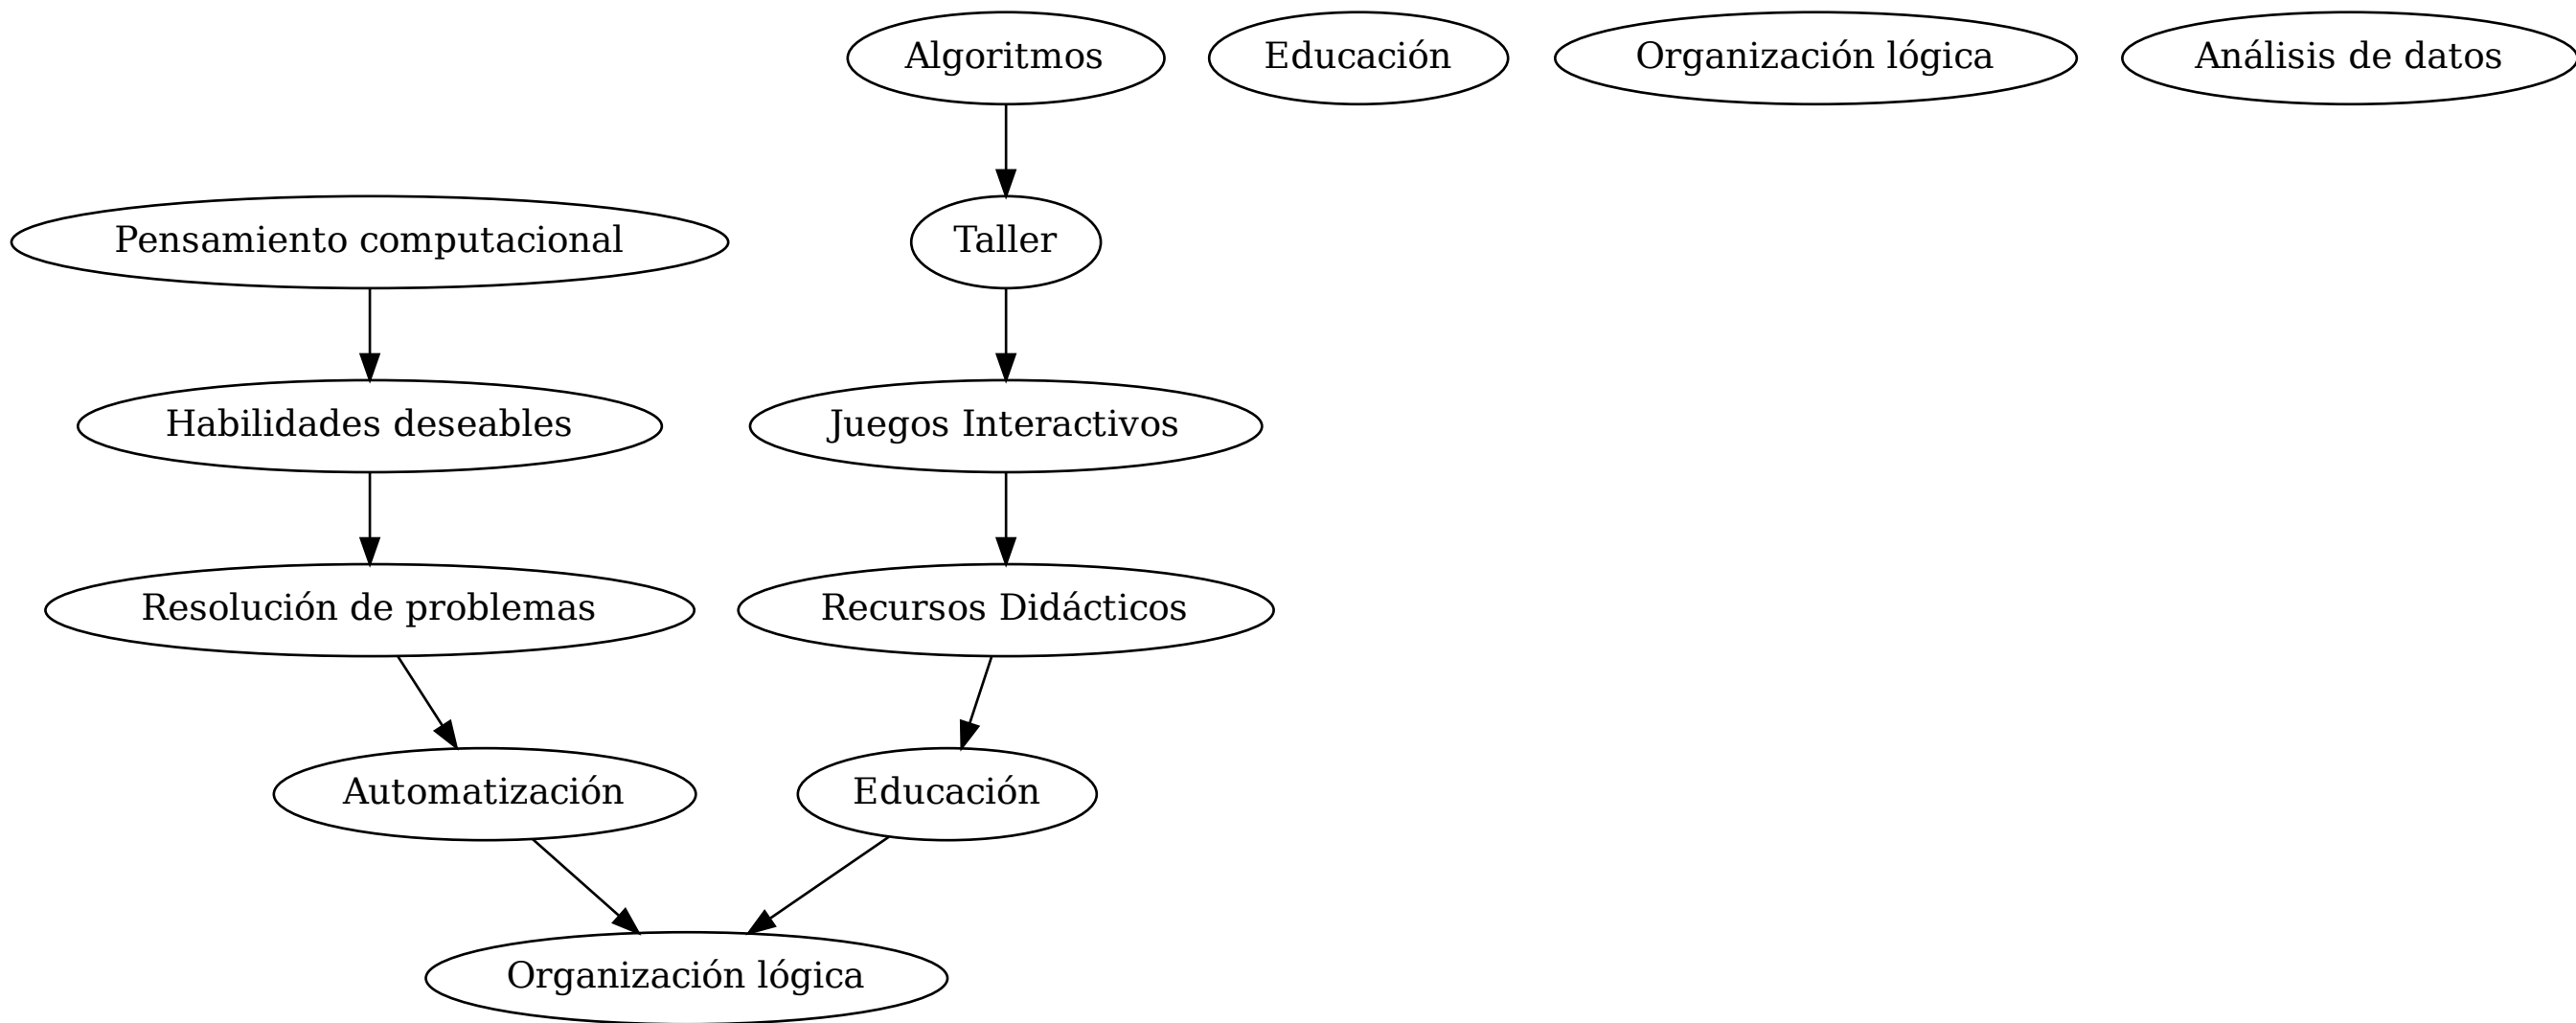 Algoritmos
Educación
Organización lógica
Análisis de datos
Pensamiento computacional
Taller
Habilidades deseables
Juegos Interactivos
Resolución de problemas
Recursos Didácticos
Automatización
Educación
Organización lógica